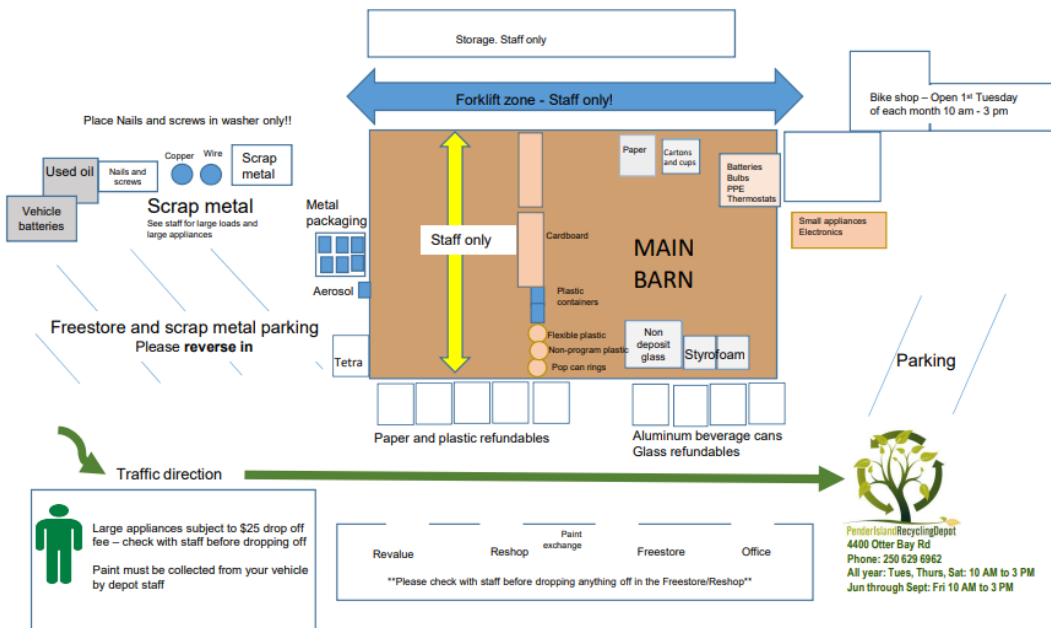 Storage. Staff only
Forklift zone - Staff only!
Bike shop – Open 1st Tuesday
of each month 10 am - 3 pm
Place Nails and screws in washer only!!
Used oil
Nails and
screws
Copper
Wire
Scrap
metal
Vehicle
batteries
Scrap metal
See staff for large loads and
large appliances
Metal
packaging
Aerosol
Freestore and scrap metal parking
Please reverse in
Tetra
Staff only
Cardboard
Plastic
containers
Flexible plastic
Non-program plastic
Pop can rings
Paper
Cartons
and cups
MAIN
BARN
Non
deposit
glass
Styrofoam
Batteries
Bulbs
PPE
Thermostats
Small appliances
Electronics
Parking
Paper and plastic refundables
Aluminum beverage cans
Glass refundables
Traffic direction
Large appliances subject to $25 drop off
fee – check with staff before dropping off
Paint must be collected from your vehicle
by depot staff
Revalue
Reshop
Paint
exchange
Freestore
Office
**Please check with staff before dropping anything off in the Freestore/Reshop**
PenderIslandRecyclingDepot
4400 Otter Bay Rd
Phone: 250 629 6962
All year: Tues, Thurs, Sat: 10 AM to 3 PM
Jun through Sept: Fri 10 AM to 3 PM